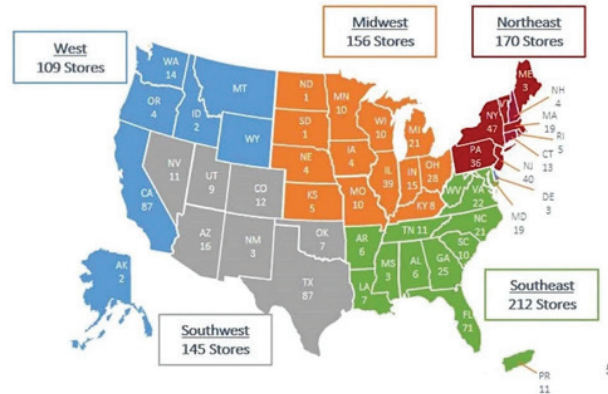 West
109 Stores
Midwest
156 Stores
Northeast
170 Stores
WA
14
OR
4
ID
2
MT
WY
CA
87
NV
11
UT
9
CO
12
AZ
16
NM
3
AK
2
ND
1
SD
1
NE
4
KS
5
OK
7
TX
87
MN
10
IA
4
MO
10
WI
10
IL
39
MI
21
IN
15
OH
28
KY 8
AR
6
LA
7
MS
3
AL
6
TN 11
GA
25
FL
71
SC
10
NC
21
VA
22
WV
PA
36
NY
47
VT
ME
3
NH
4
MA
19
RI
5
CT
13
NJ
40
DE
3
MD
19
Southwest
145 Stores
Southeast
212 Stores
PR
11